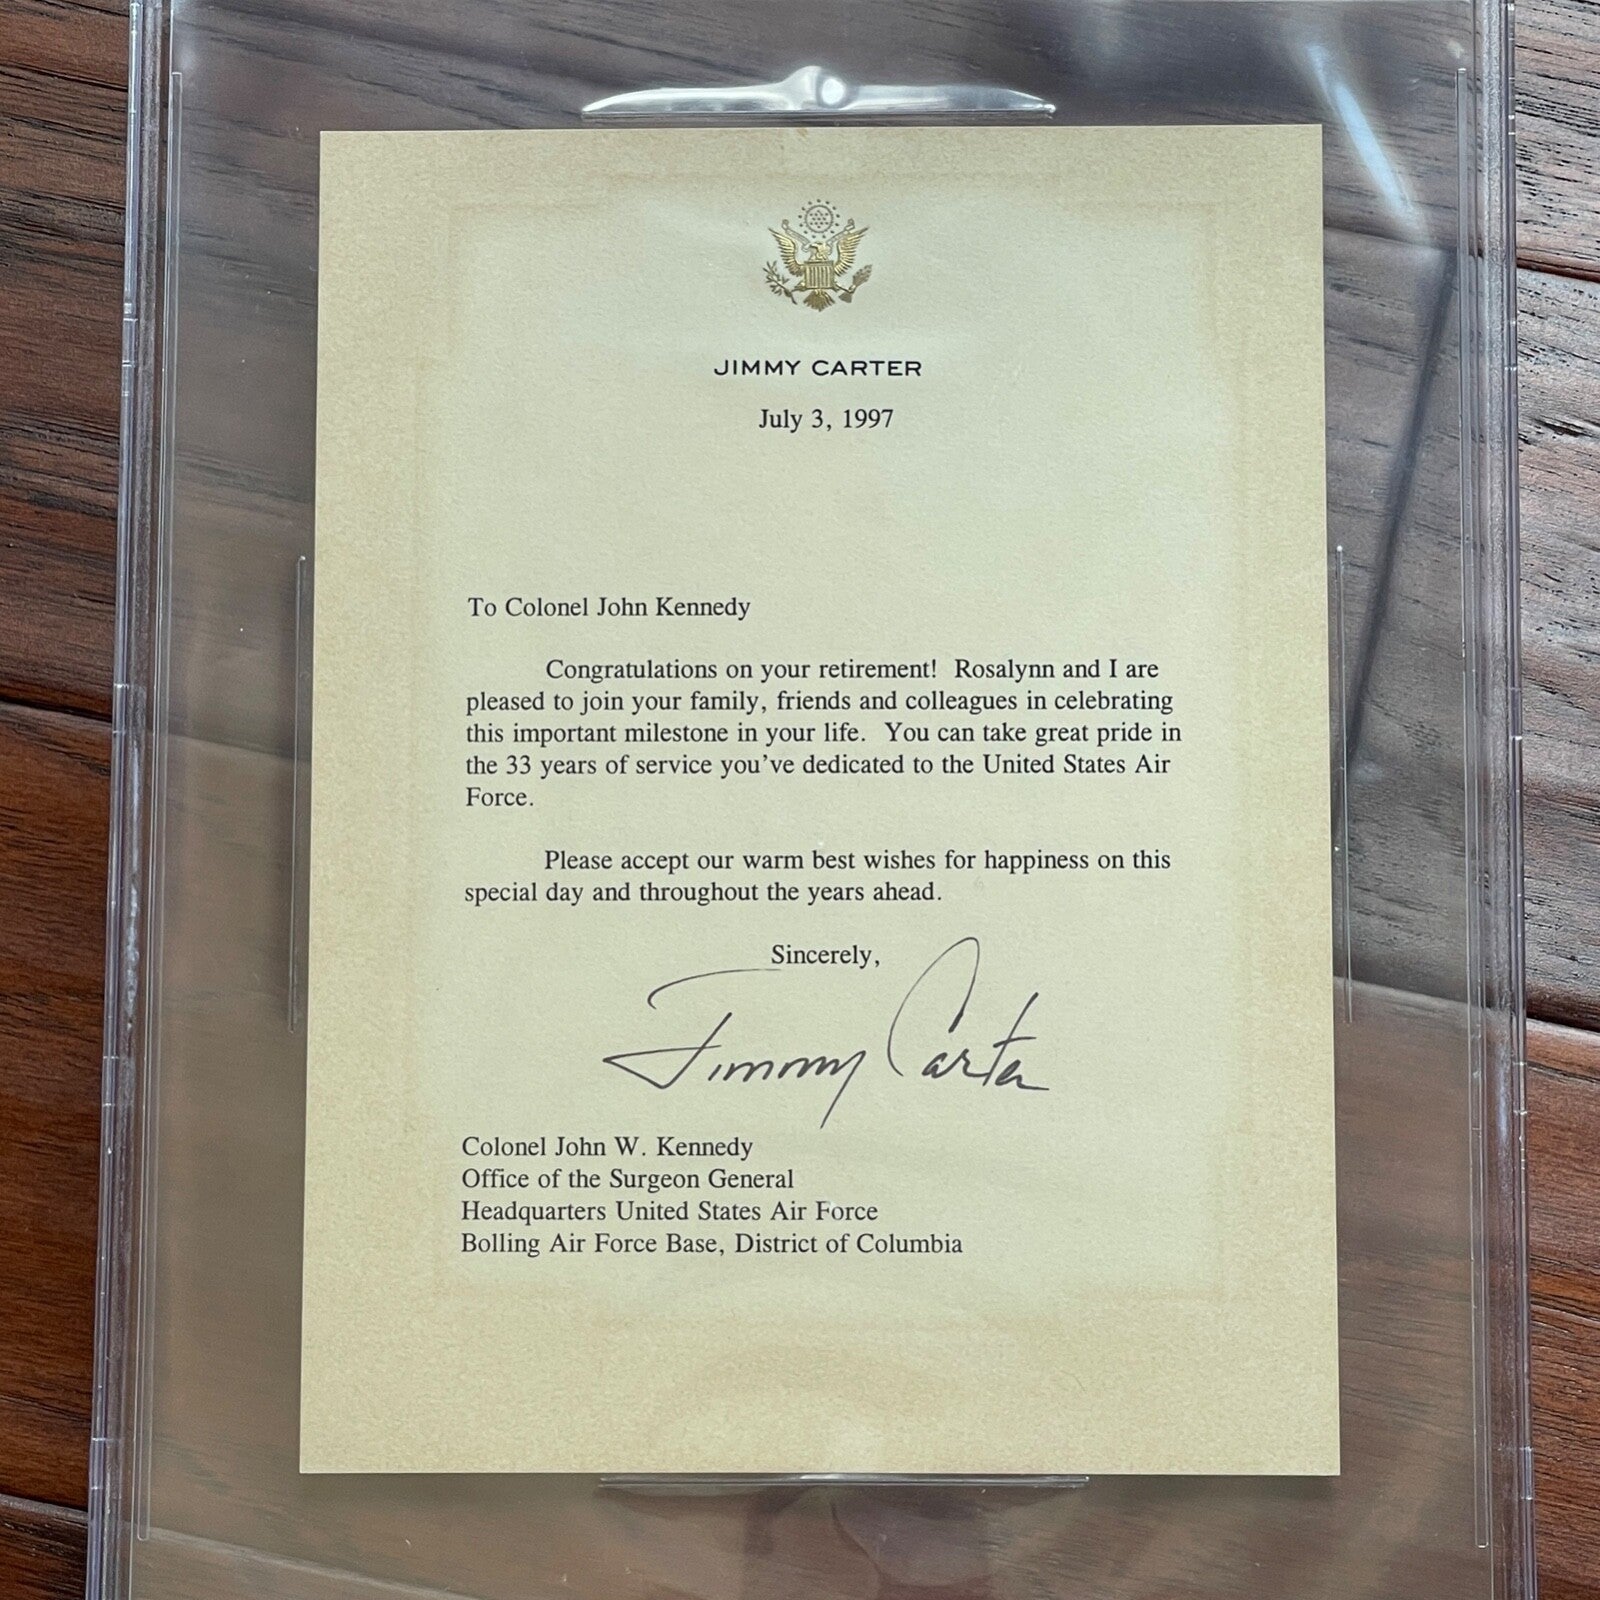 JIMMY CARTER
July 3, 1997
To Colonel John Kennedy
Congratulations on your retirement! Rosalynn and I are
pleased to join your family, friends and colleagues in celebrating
this important milestone in your life. You can take great pride in
the 33 years of service you've dedicated to the United States Air
Force.
Please accept our warm best wishes for happiness on this
special day and throughout the years ahead.
Sincerely,
Jimmy Carter
Colonel John W. Kennedy
Office of the Surgeon General
Headquarters United States Air Force
Bolling Air Force Base, District of Columbia